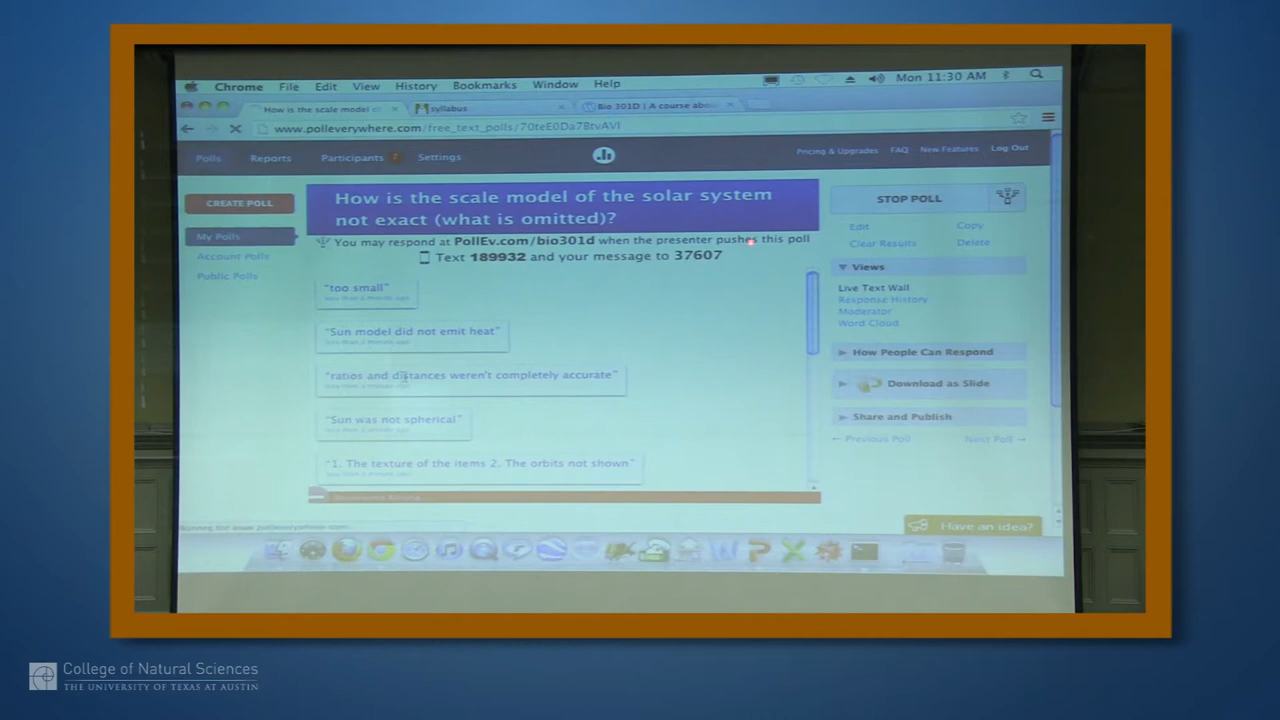 Chrome File Edit View History Bookmarks Window Help Mon 11:30 AM
How is the scale model syllabus Bio 301D | A course abou
www.polleverywhere.com/free_text_polls/70teE0Da7BtvAVl
Polls Reports Participants Settings Pricing & Upgrades FAQ New Features Log Out
CREATE POLL
My Polls
Account Polls
Public Polls
How is the scale model of the solar system
not exact (what is omitted)?
You may respond at PollEv.com/bio301d when the presenter pushes this poll
Text 189932 and your message to 37607
"too small"
"Sun model did not emit heat"
"ratios and distances weren't completely accurate"
"Sun was not spherical"
"1. The texture of the items 2. The orbits not shown"
STOP POLL
Edit Copy
Clear Results Delete
Views
Live Text Wall
Response History
Moderator
Word Cloud
How People Can Respond
Download as Slide
Share and Publish
← Previous Poll Next Poll →
Have an idea?
College of Natural Sciences
THE UNIVERSITY OF TEXAS AT AUSTIN